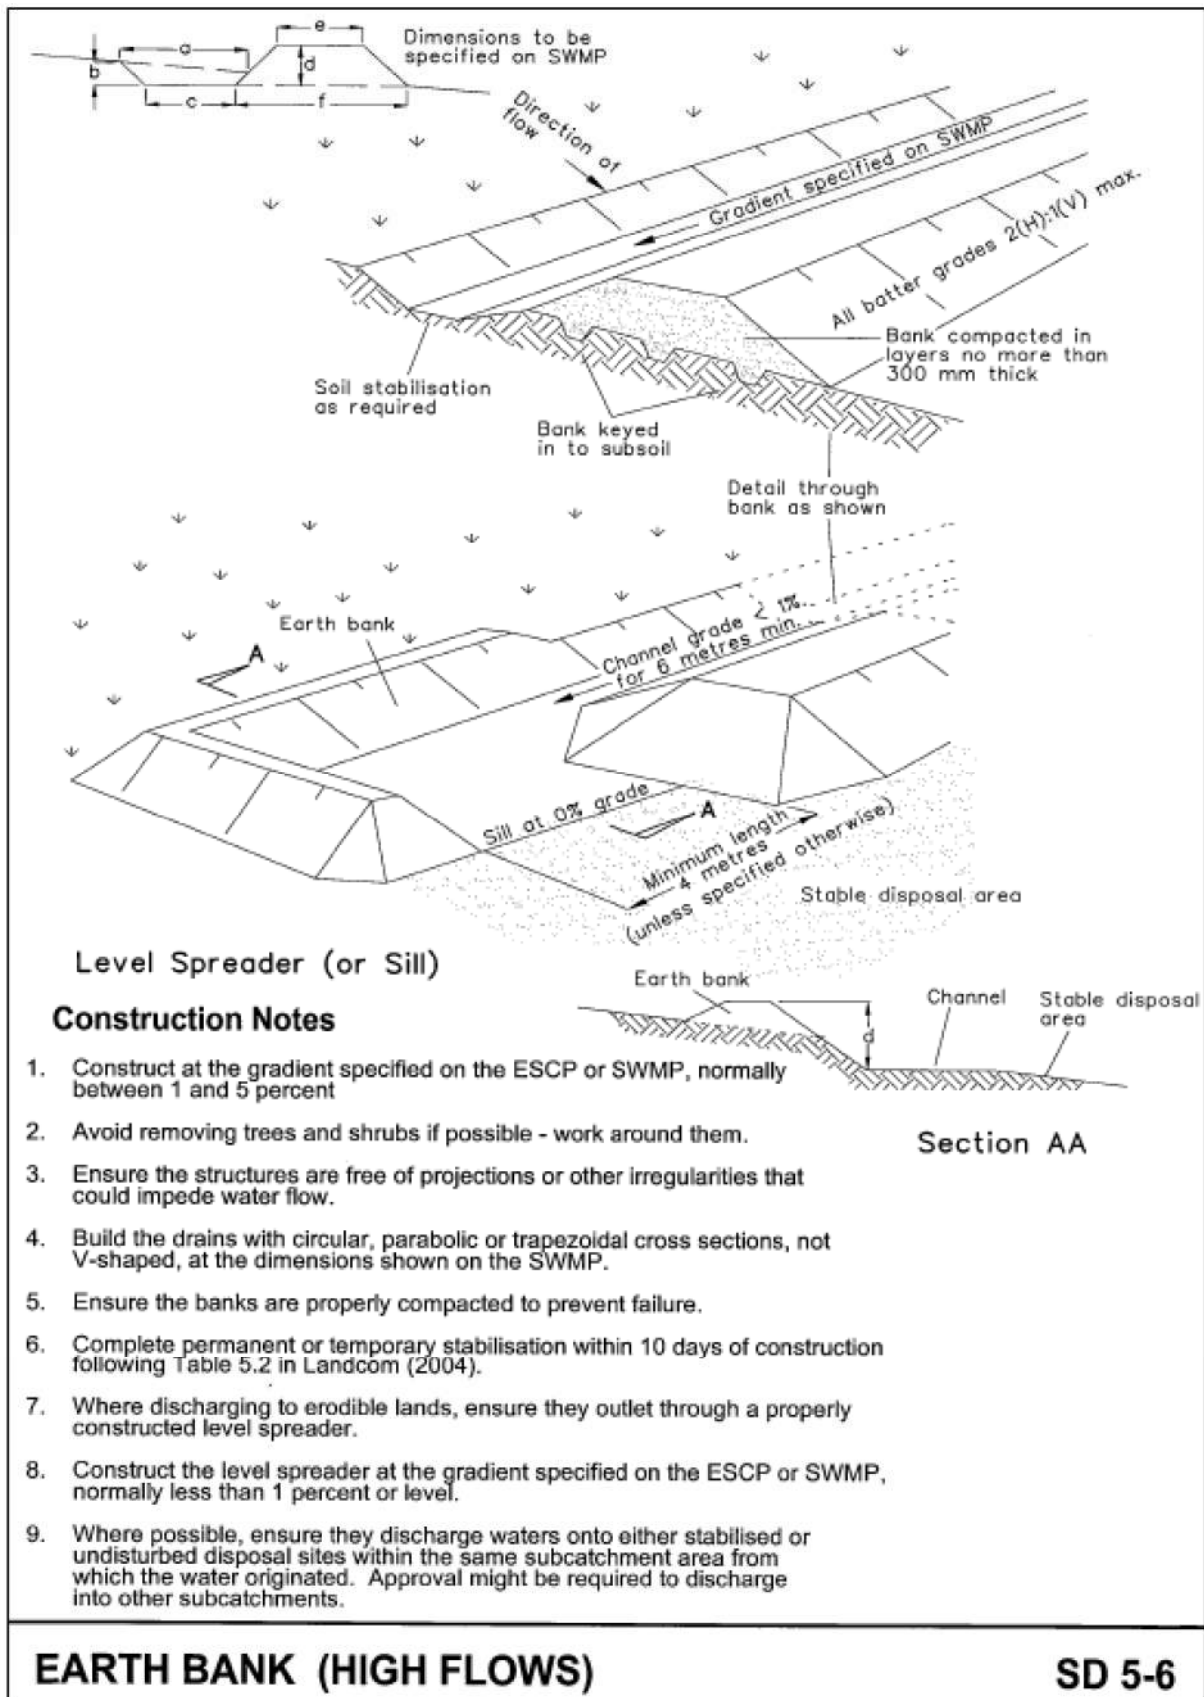 e
Dimensions to be
specified on SWMP
a
b
d
c
f
Direction of
flow
Gradient specified on SWMP
All batter grades 2(H):1(V) max.
Bank compacted in
layers no more than
300 mm thick
Soil stabilisation
as required
Bank keyed
in to subsoil
Detail through
bank as shown
Earth bank
A
Channel grade ≤ 1%.
for 6 metres min.
Sill at 0% grade
A
Minimum length
4 metres
(unless specified otherwise)
Stable disposal area
Level Spreader (or Sill)
Earth bank
Channel
Stable disposal
area
d
Section AA
Construction Notes
1. Construct at the gradient specified on the ESCP or SWMP, normally
between 1 and 5 percent
2. Avoid removing trees and shrubs if possible - work around them.
3. Ensure the structures are free of projections or other irregularities that
could impede water flow.
4. Build the drains with circular, parabolic or trapezoidal cross sections, not
V-shaped, at the dimensions shown on the SWMP.
5. Ensure the banks are properly compacted to prevent failure.
6. Complete permanent or temporary stabilisation within 10 days of construction
following Table 5.2 in Landcom (2004).
7. Where discharging to erodible lands, ensure they outlet through a properly
constructed level spreader.
8. Construct the level spreader at the gradient specified on the ESCP or SWMP,
normally less than 1 percent or level.
9. Where possible, ensure they discharge waters onto either stabilised or
undisturbed disposal sites within the same subcatchment area from
which the water originated. Approval might be required to discharge
into other subcatchments.
EARTH BANK (HIGH FLOWS)
SD 5-6